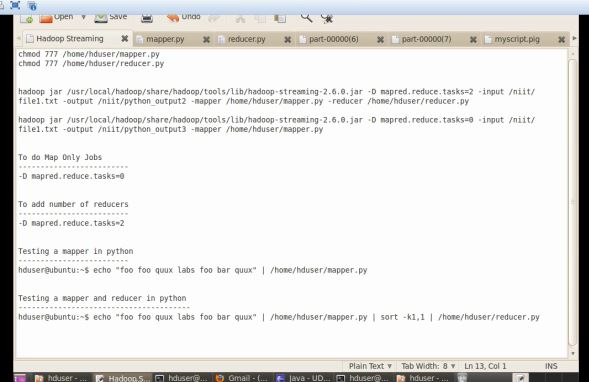 Open Save Undo
Hadoop Streaming mapper.py reducer.py part-00000(6) part-00000(7) myscript.pig
chmod 777 /home/hduser/mapper.py
chmod 777 /home/hduser/reducer.py
hadoop jar /usr/local/hadoop/share/hadoop/tools/lib/hadoop-streaming-2.6.0.jar -D mapred.reduce.tasks=2 -input /niit/
file1.txt -output /niit/python_output2 -mapper /home/hduser/mapper.py -reducer /home/hduser/reducer.py
hadoop jar /usr/local/hadoop/share/hadoop/tools/lib/hadoop-streaming-2.6.0.jar -D mapred.reduce.tasks=0 -input /niit/
file1.txt -output /niit/python_output3 -mapper /home/hduser/mapper.py
To do Map Only Jobs
-------------------------
-D mapred.reduce.tasks=0
To add number of reducers
-------------------------
-D mapred.reduce.tasks=2
Testing a mapper in python
-------------------------
hduser@ubuntu:~$ echo "foo foo quux labs foo bar quux" | /home/hduser/mapper.py
Testing a mapper and reducer in python
---------------------------------------
hduser@ubuntu:~$ echo "foo foo quux labs foo bar quux" | /home/hduser/mapper.py | sort -k1,1 | /home/hduser/reducer.py
Plain Text Tab Width: 8 Ln 13, Col 1 INS
hduser - ... Hadoop S... hduser@... Gmail - (... Java - UD... hduser@... hduser - ...